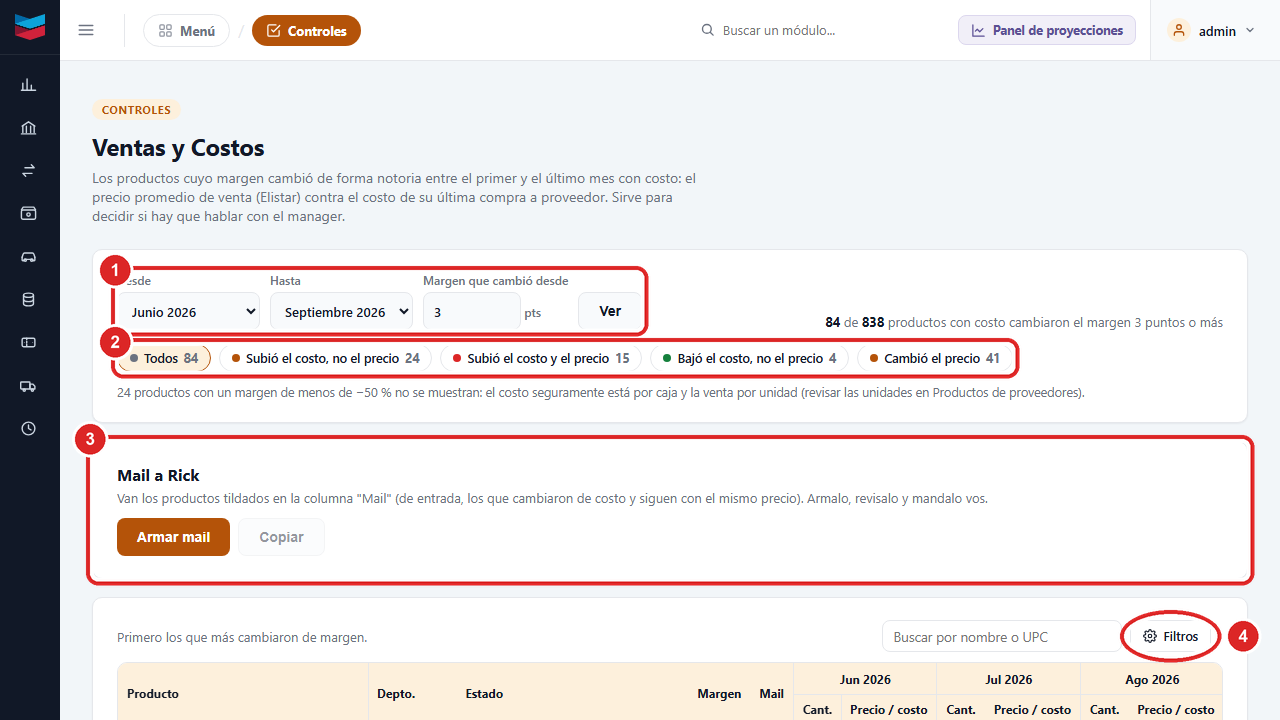 Menú
/
Controles
Buscar un módulo...
Panel de proyecciones
admin
CONTROLES
Ventas y Costos
Los productos cuyo margen cambió de forma notoria entre el primer y el último mes con costo: el
precio promedio de venta (Elistar) contra el costo de su última compra a proveedor. Sirve para
decidir si hay que hablar con el manager.
1
esde
Hasta
Margen que cambió desde
Junio 2026
Septiembre 2026
3
pts
Ver
84 de 838 productos con costo cambiaron el margen 3 puntos o más
2
Todos 84
Subió el costo, no el precio 24
Subió el costo y el precio 15
Bajó el costo, no el precio 4
Cambió el precio 41
24 productos con un margen de menos de −50 % no se muestran: el costo seguramente está por caja y la venta por unidad (revisar las unidades en Productos de proveedores).
3
Mail a Rick
Van los productos tildados en la columna "Mail" (de entrada, los que cambiaron de costo y siguen con el mismo precio). Armalo, revisalo y mandalo vos.
Armar mail
Copiar
Primero los que más cambiaron de margen.
Buscar por nombre o UPC
Filtros
4
Producto
Depto.
Estado
Margen
Mail
Jun 2026
Jul 2026
Ago 2026
Cant.
Precio / costo
Cant.
Precio / costo
Cant.
Precio / costo